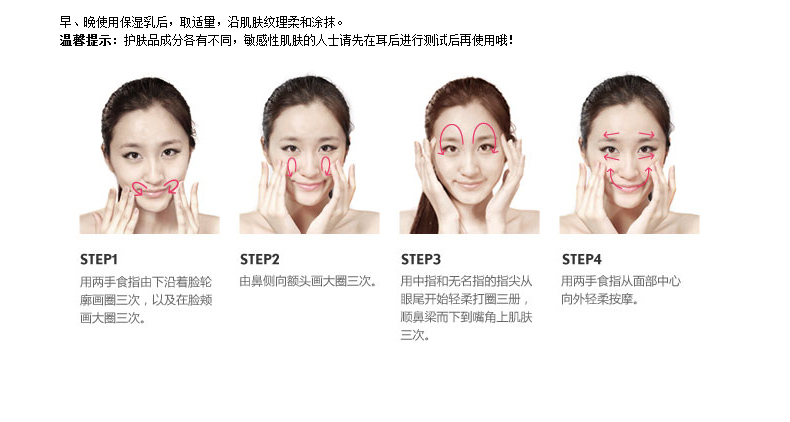 早、晚使用保湿乳后，取适量，沿肌肤纹理柔和涂抹。
温馨提示：护肤品成分各有不同，敏感性肌肤的人士请先在耳后进行测试后再使用哦！
STEP1
用两手食指由下沿着脸轮
廓画圈三次，以及在脸颊
画大圈三次。
STEP2
由鼻侧向额头画大圈三次。
STEP3
用中指和无名指的指尖从
眼尾开始轻柔打圈三册，
顺鼻梁而下到嘴角上肌肤
三次。
STEP4
用两手食指从面部中心
向外轻柔按摩。